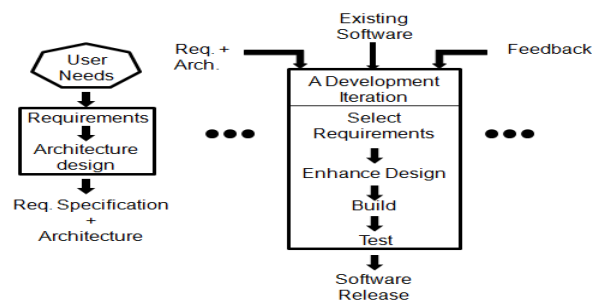 User
Needs
Requirements
Architecture
design
Req. Specification
+
Architecture
Req. +
Arch.
Existing
Software
Feedback
A Development
Iteration
Select
Requirements
Enhance Design
Build
Test
Software
Release